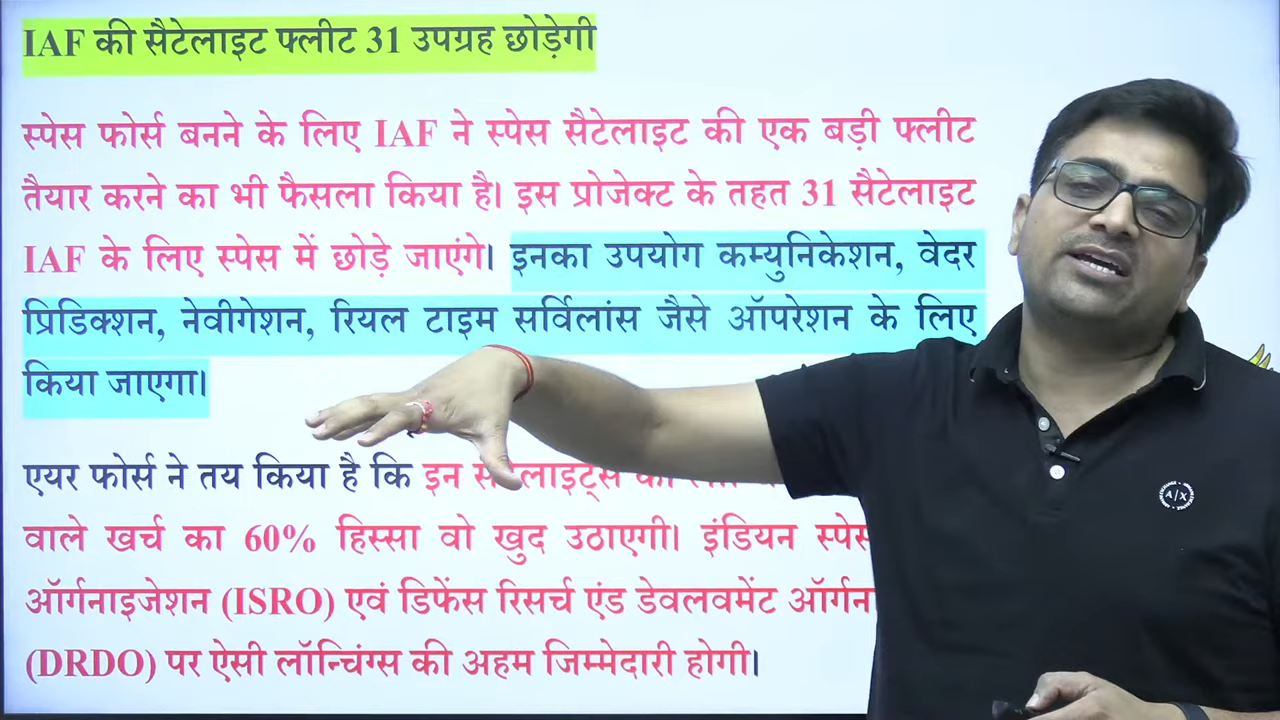 IAF की सैटेलाइट फ्लीट 31 उपग्रह छोड़ेगी
स्पेस फोर्स बनने के लिए IAF ने स्पेस सैटेलाइट की एक बड़ी फ्लीट
तैयार करने का भी फैसला किया है। इस प्रोजेक्ट के तहत 31 सैटेलाइट
IAF के लिए स्पेस में छोड़े जाएंगे। इनका उपयोग कम्युनिकेशन, वेदर
प्रिडिक्शन, नेवीगेशन, रियल टाइम सर्विलांस जैसे ऑपरेशन के लिए
किया जाएगा।
एयर फोर्स ने तय किया है कि इन
वाले खर्च का 60% हिस्सा वो खुद उठाएगी। इंडियन स्पेस
ऑर्गनाइजेशन (ISRO) एवं डिफेंस रिसर्च एंड डेवलवमेंट
(DRDO) पर ऐसी लॉन्चिंग्स की अहम जिम्मेदारी होगी।
A/X